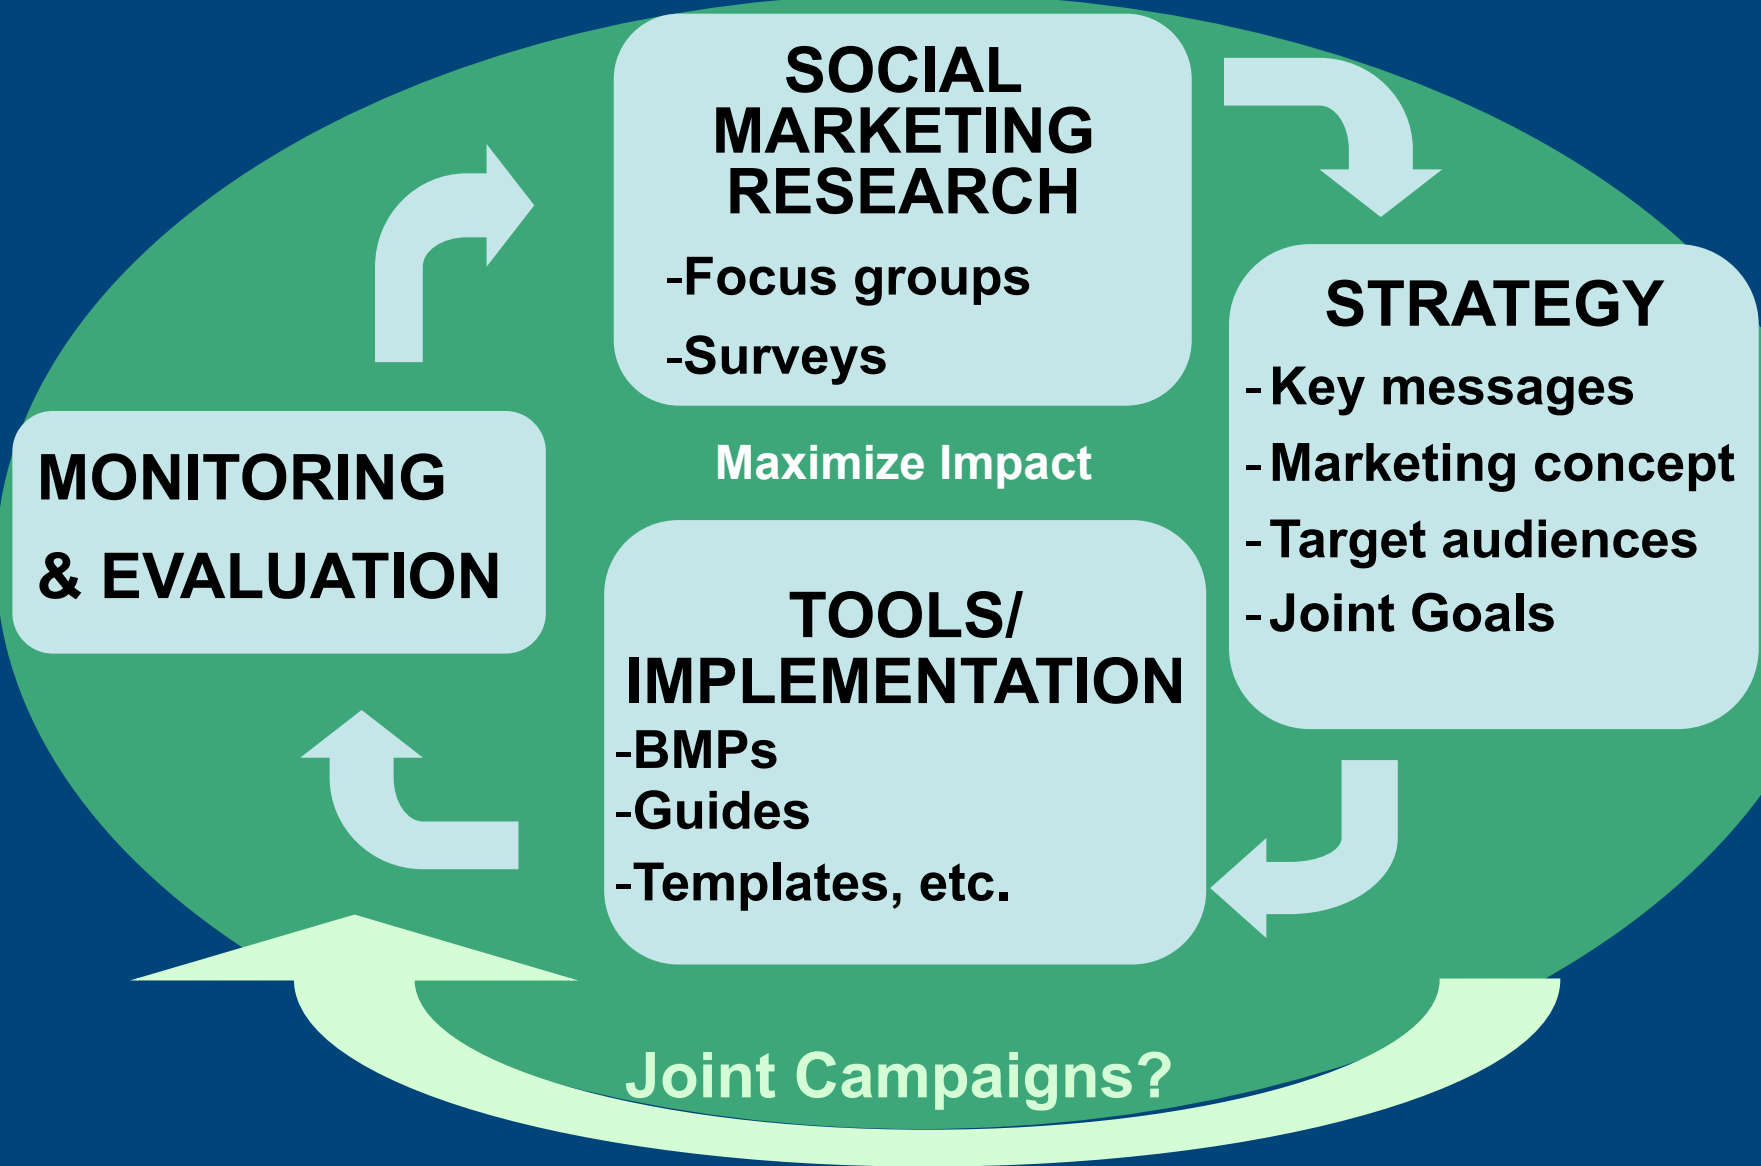 SOCIAL
MARKETING
RESEARCH
-Focus groups
-Surveys
STRATEGY
-Key messages
-Marketing concept
-Target audiences
-Joint Goals
Maximize Impact
MONITORING
& EVALUATION
TOOLS/
IMPLEMENTATION
-BMPs
-Guides
-Templates, etc.
Joint Campaigns?